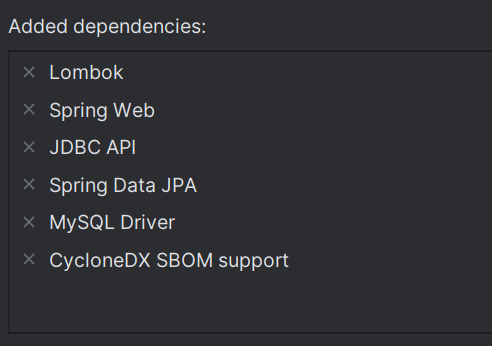 Added dependencies:
Lombok
Spring Web
JDBC API
Spring Data JPA
MySQL Driver
CycloneDX SBOM support